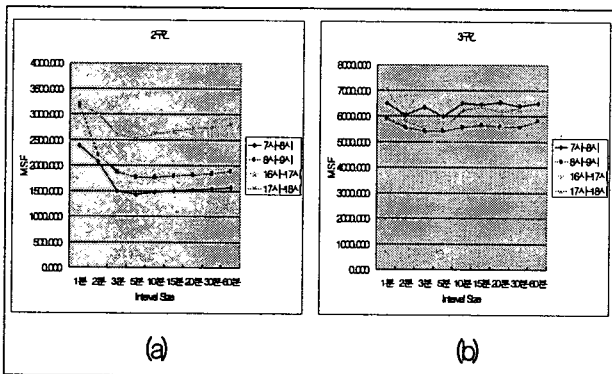 2구간
4000.000
3500.000
3000.000
2500.000
2000.000
1500.000
1000.000
500.000
0.000
MSF
1분 2분 3분 5분 10분 15분 20분 30분 60분
Interval Size
7시-8시
8시-9시
16시-17시
17시-18시
(a)
3구간
8000.000
7000.000
6000.000
5000.000
4000.000
3000.000
2000.000
1000.000
0.000
MSF
1분 2분 3분 5분 10분 15분 20분 30분 60분
Interval Size
7시-8시
8시-9시
16시-17시
17시-18시
(b)